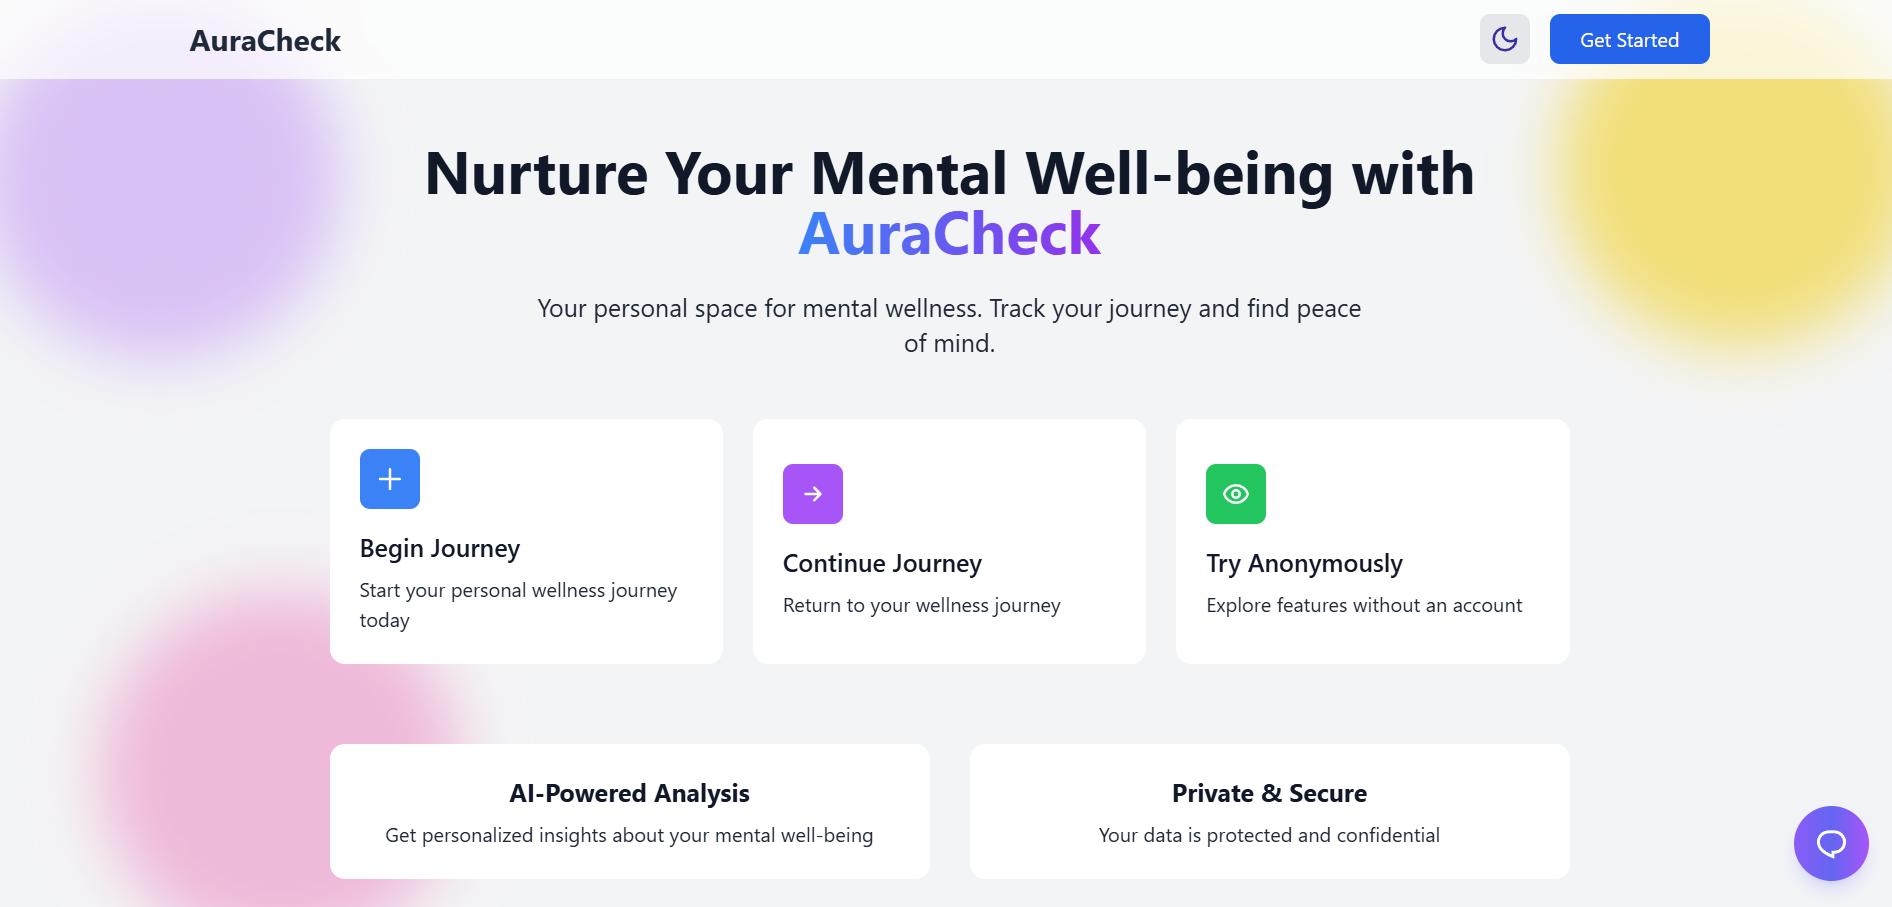 AuraCheck
Get Started
Nurture Your Mental Well-being with
AuraCheck
Your personal space for mental wellness. Track your journey and find peace
of mind.
Begin Journey
Start your personal wellness journey
today
Continue Journey
Return to your wellness journey
Try Anonymously
Explore features without an account
AI-Powered Analysis
Get personalized insights about your mental well-being
Private & Secure
Your data is protected and confidential